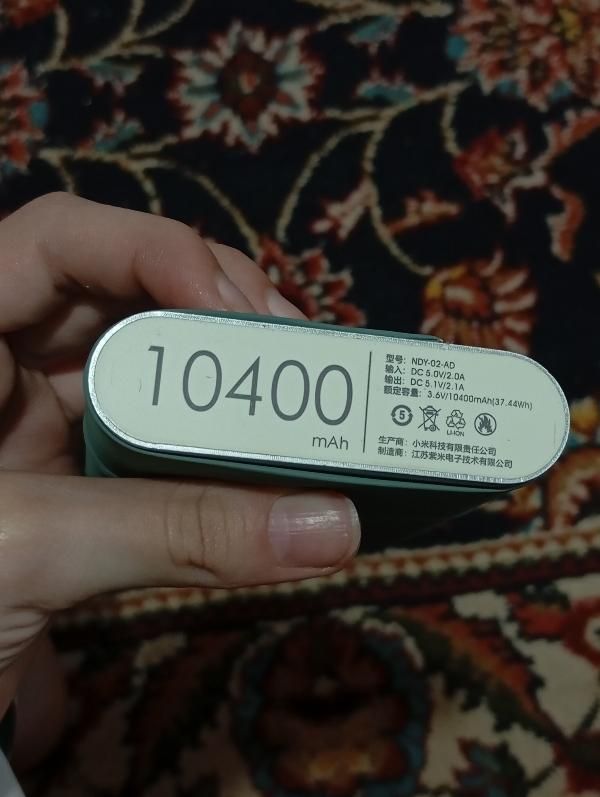 10400
mAh
型号: NDY-02-AD
输入: DC 5.0V/2.0A
输出: DC 5.1V/2.1A
额定容量: 3.6V/10400mAh(37.44Wh)
5
LI-ION
生产商: 小米科技有限责任公司
制造商: 江苏紫米电子技术有限公司